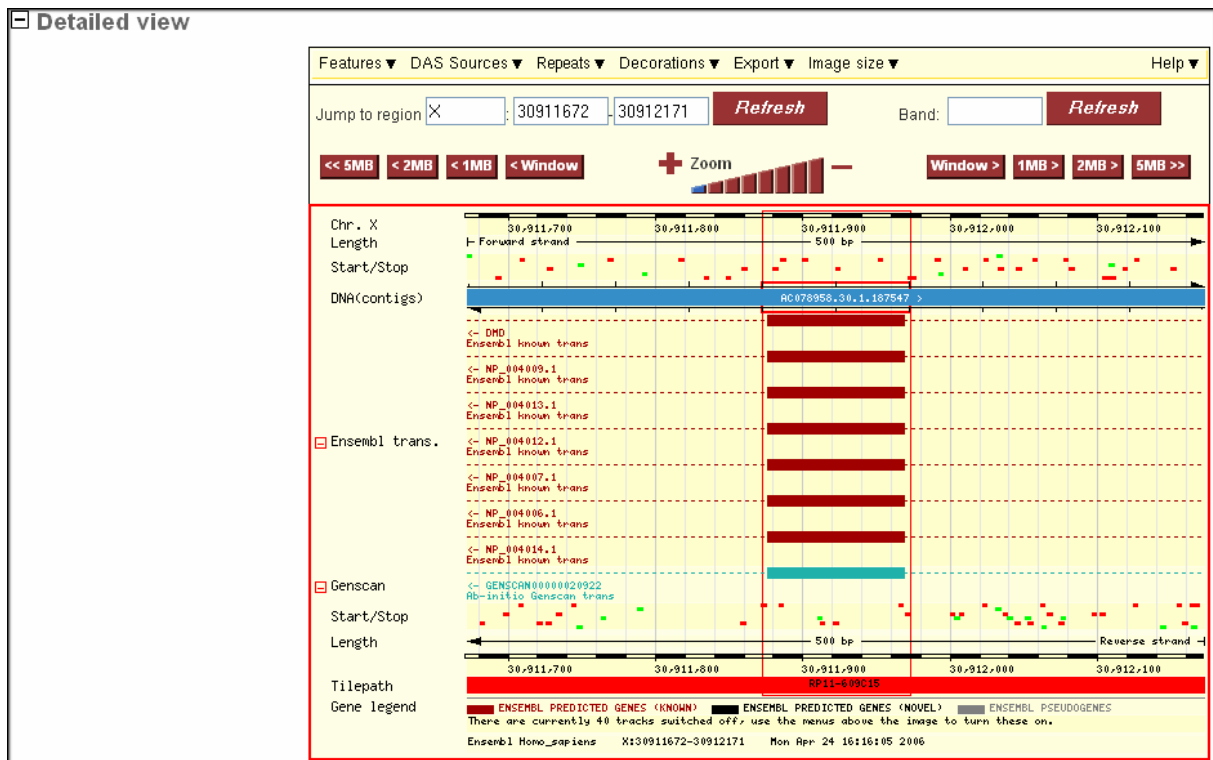 Detailed view
Features ▼ DAS Sources ▼ Repeats ▼ Decorations ▼ Export ▼ Image size ▼ Help ▼
Jump to region X : 30911672 - 30912171 Refresh Band: Refresh
<< 5MB < 2MB < 1MB < Window + Zoom − Window > 1MB > 2MB > 5MB >>
Chr. X 30,911,700 30,911,800 30,911,900 30,912,000 30,912,100
Length Forward strand 500 bp
Start/Stop
DNA(contigs) AC078958.30.1.187547 >
<- DMD
Ensembl known trans
<- NP_004009.1
Ensembl known trans
<- NP_004013.1
Ensembl known trans
Ensembl trans. <- NP_004012.1
Ensembl known trans
<- NP_004007.1
Ensembl known trans
<- NP_004006.1
Ensembl known trans
<- NP_004014.1
Ensembl known trans
Genscan <- GENSCAN00000020922
Ab-initio Genscan trans
Start/Stop
Length 500 bp Reverse strand
30,911,700 30,911,800 30,911,900 30,912,000 30,912,100
Tilepath RP11-609C15
Gene legend ENSEMBL PREDICTED GENES (KNOWN) ENSEMBL PREDICTED GENES (NOVEL) ENSEMBL PSEUDOGENES
There are currently 40 tracks switched off, use the menus above the image to turn these on.
Ensembl Homo_sapiens X:30911672-30912171 Mon Apr 24 16:16:05 2006